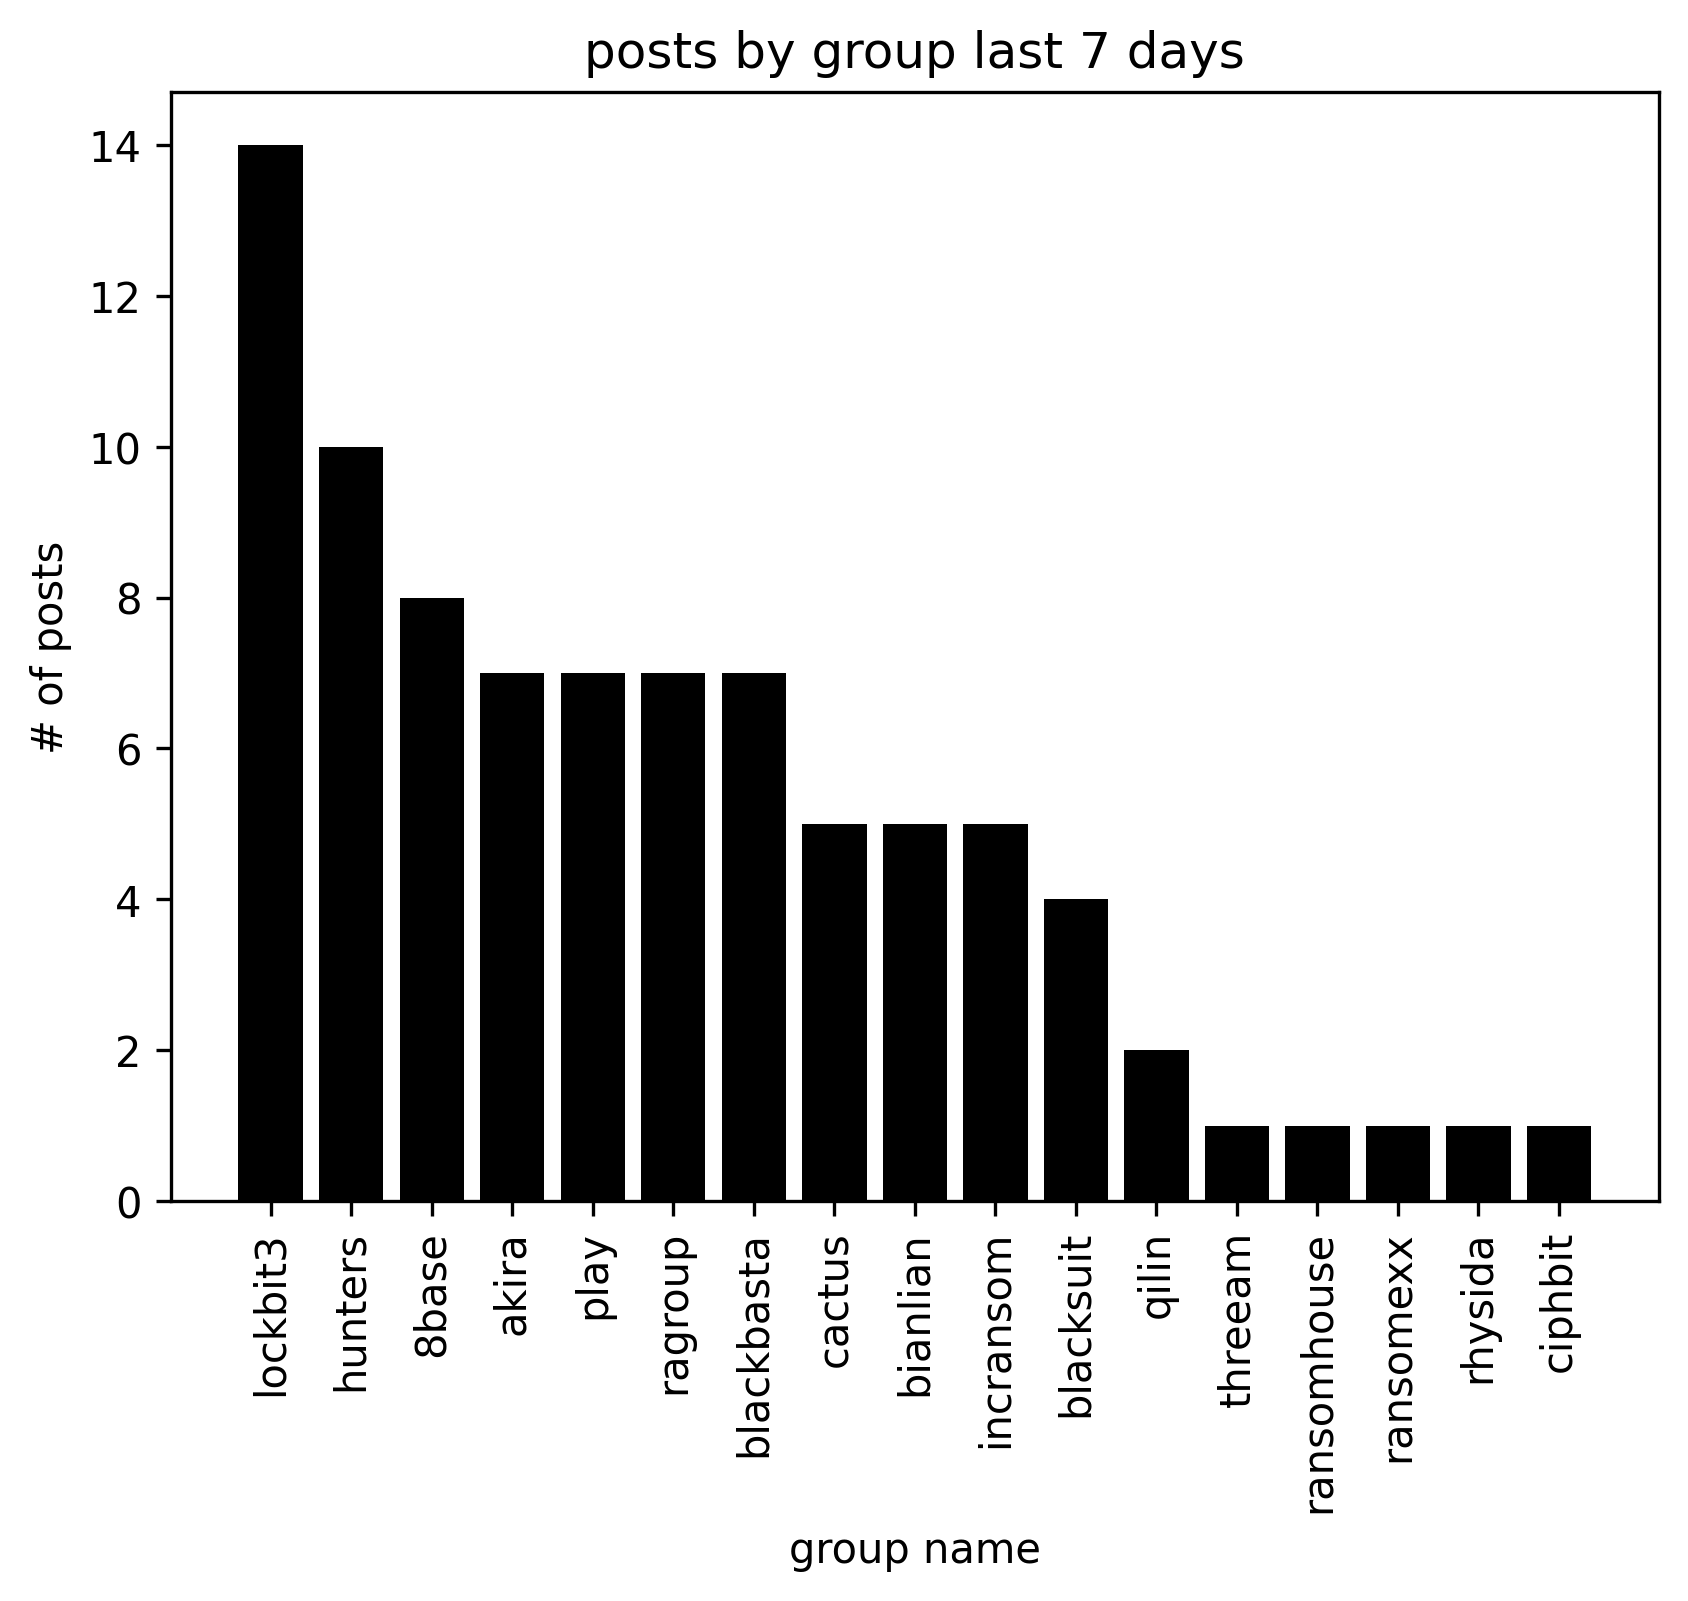 posts by group last 7 days
# of posts
14
12
10
8
6
4
2
0
lockbit3
hunters
8base
akira
play
ragroup
blackbasta
cactus
bianlian
incransom
blacksuit
qilin
threeam
ransomhouse
ransomexx
rhysida
ciphbit
group name